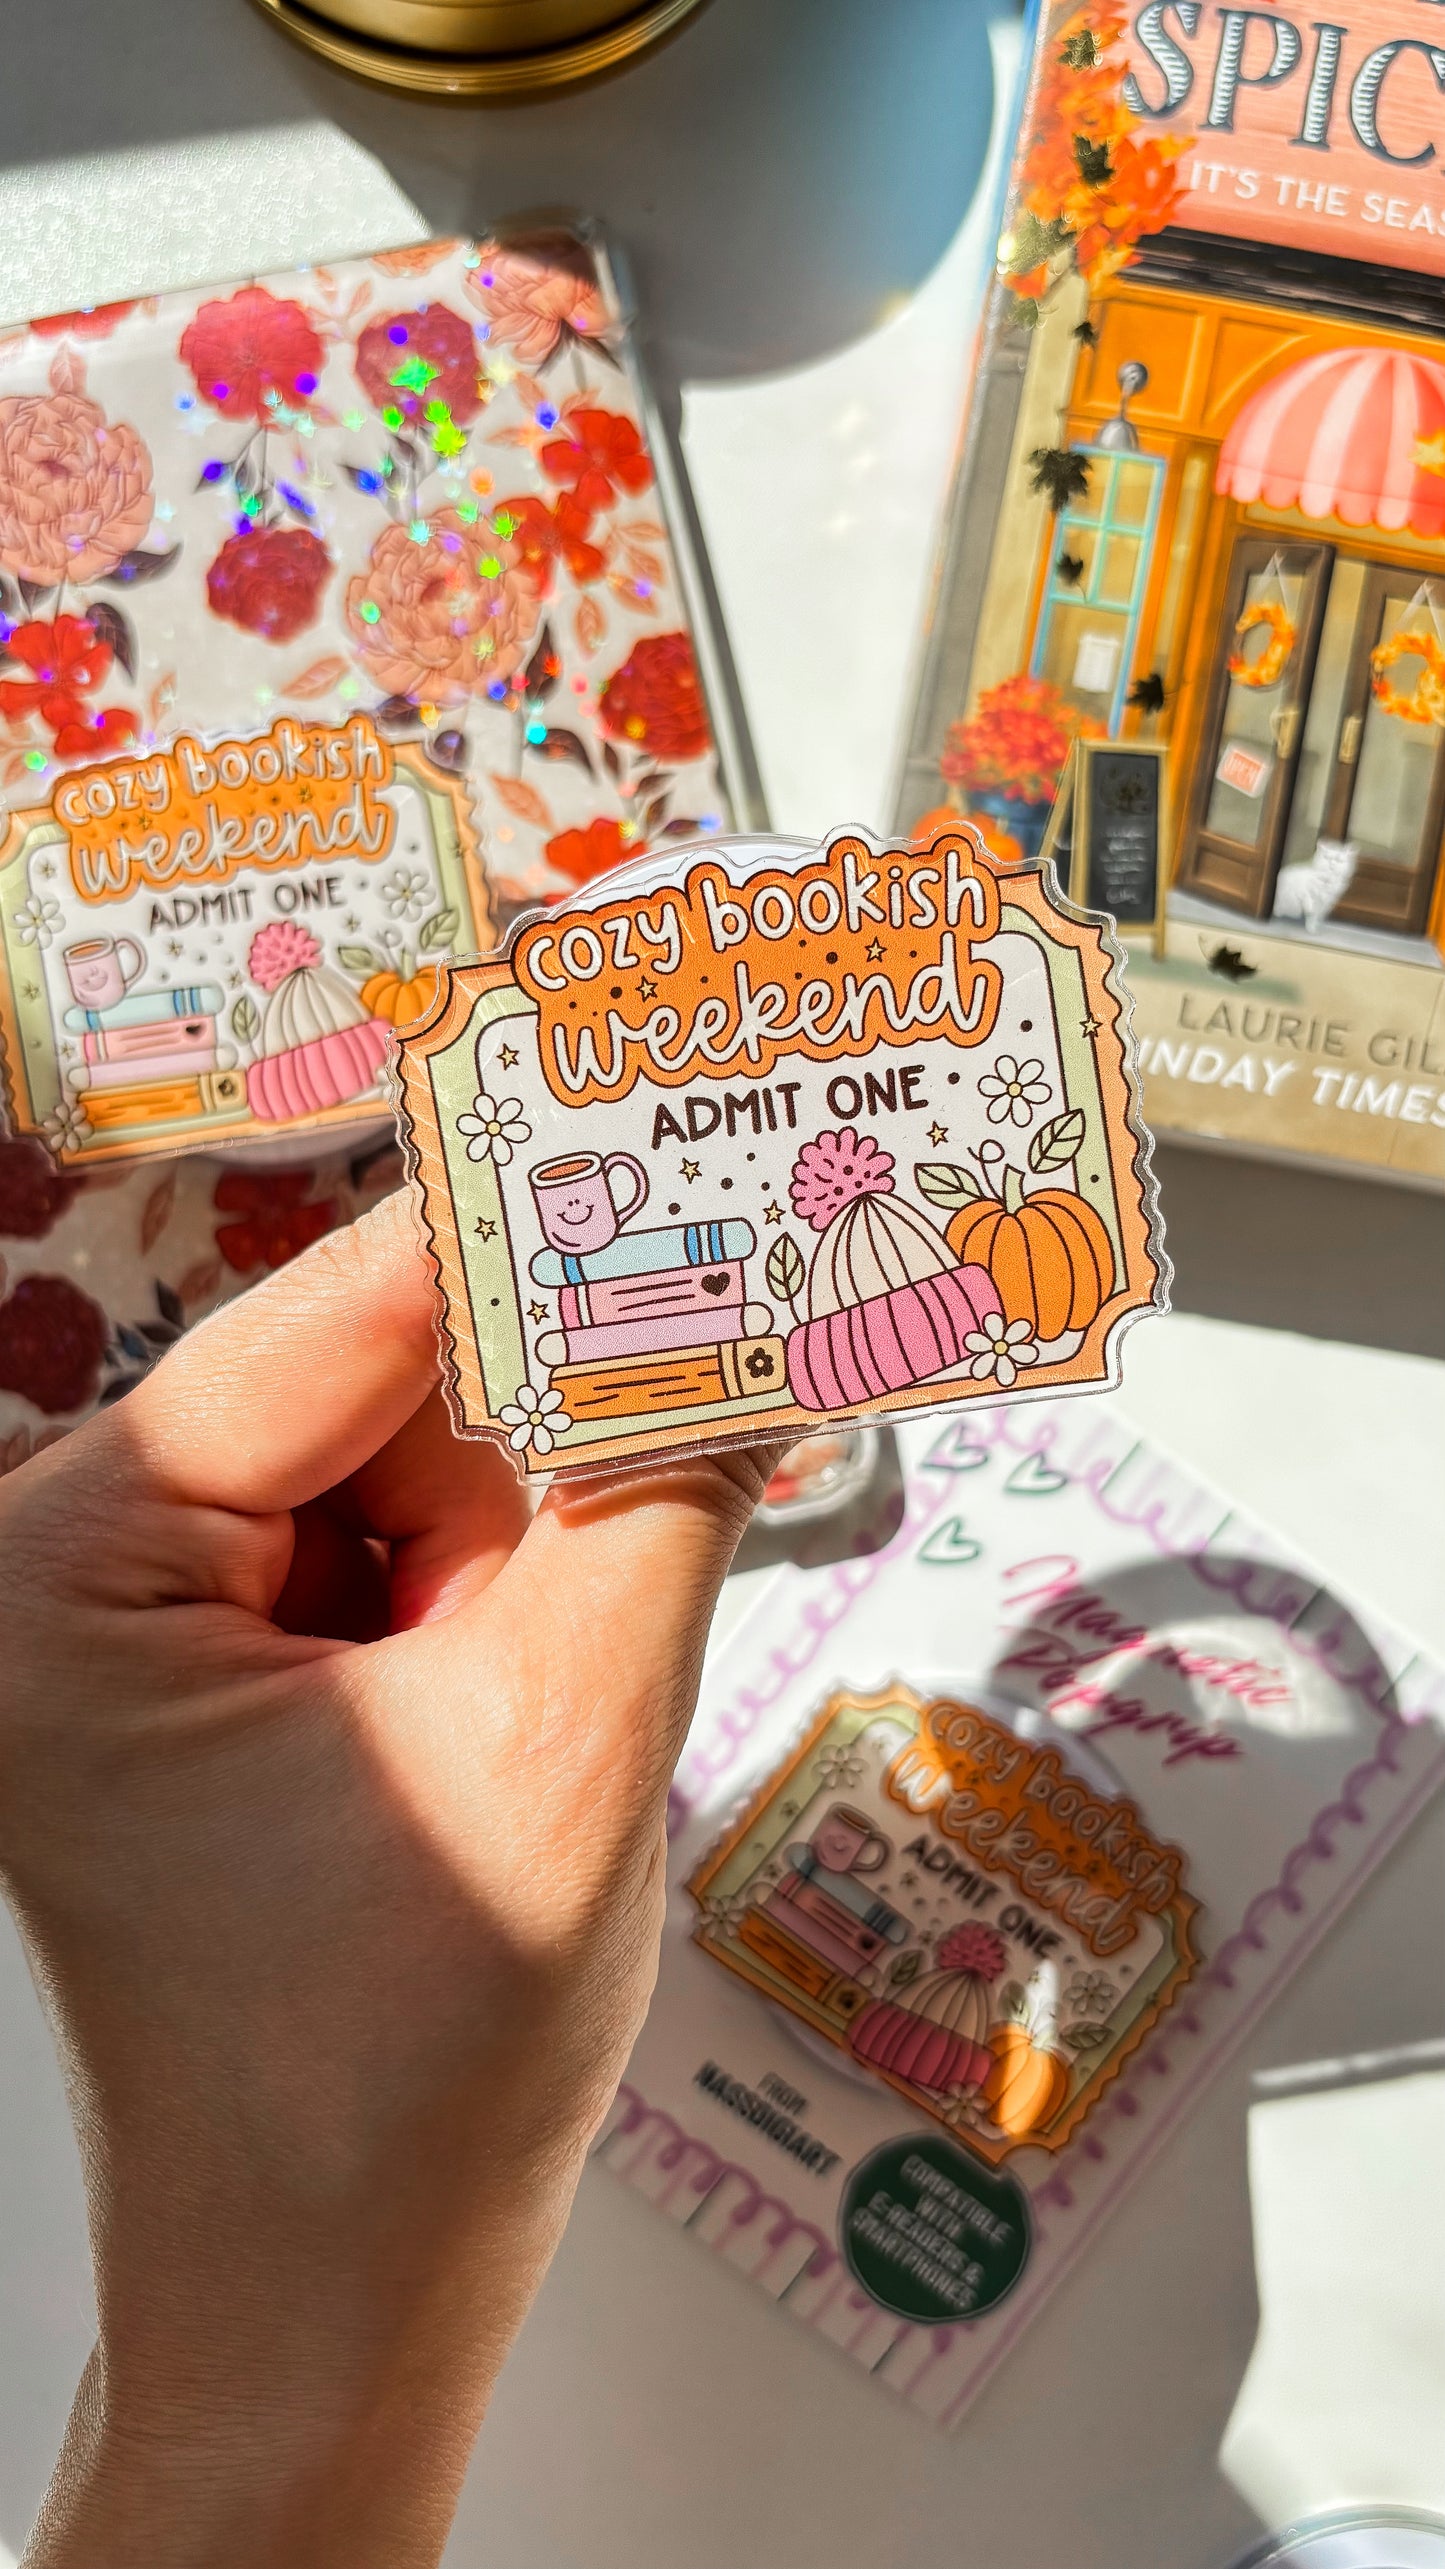 SPIC
IT'S THE SEAS
LAURIE GIL
NDAY TIMES
cozy bookish
weekend
ADMIT ONE
OPEN
cozy bookish
weekend
ADMIT ONE
Magnetic
Popgrip
cozy bookish
weekend
ADMIT ONE
FROM
NASSDIGIART
COMPATIBLE
WITH
E-READERS &
SMARTPHONES